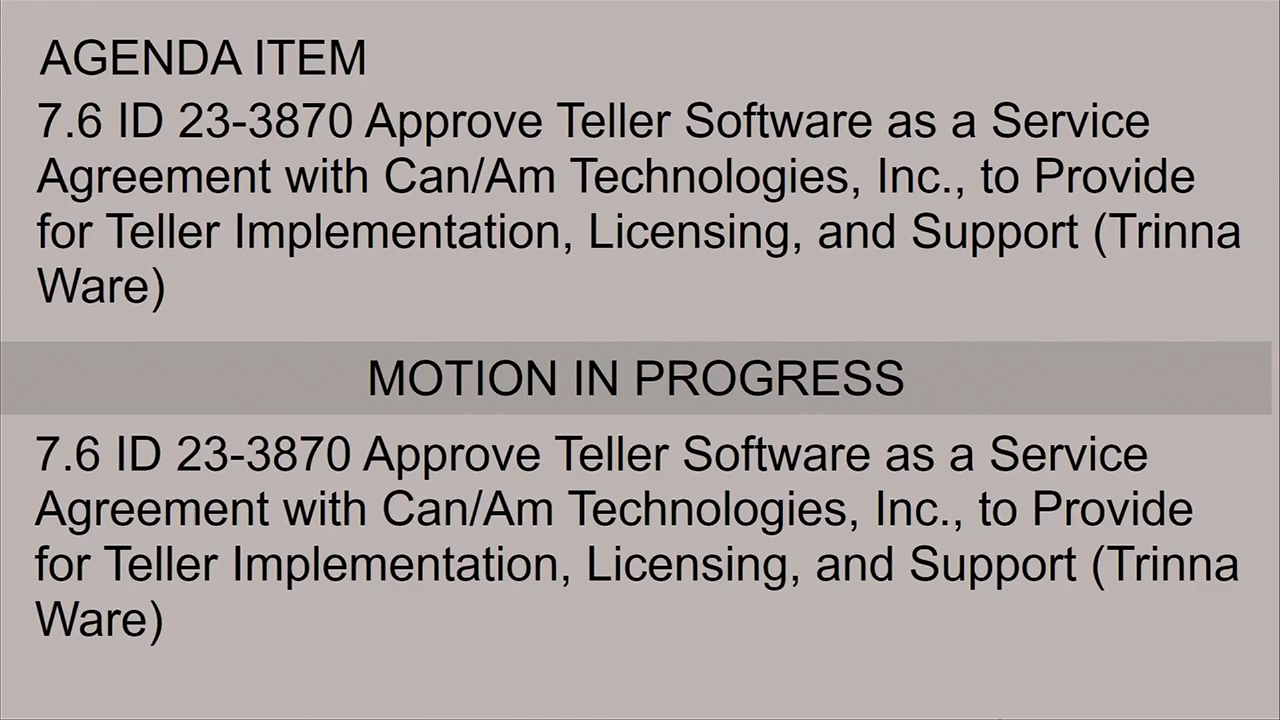 AGENDA ITEM
7.6 ID 23-3870 Approve Teller Software as a Service
Agreement with Can/Am Technologies, Inc., to Provide
for Teller Implementation, Licensing, and Support (Trinna
Ware)
MOTION IN PROGRESS
7.6 ID 23-3870 Approve Teller Software as a Service
Agreement with Can/Am Technologies, Inc., to Provide
for Teller Implementation, Licensing, and Support (Trinna
Ware)